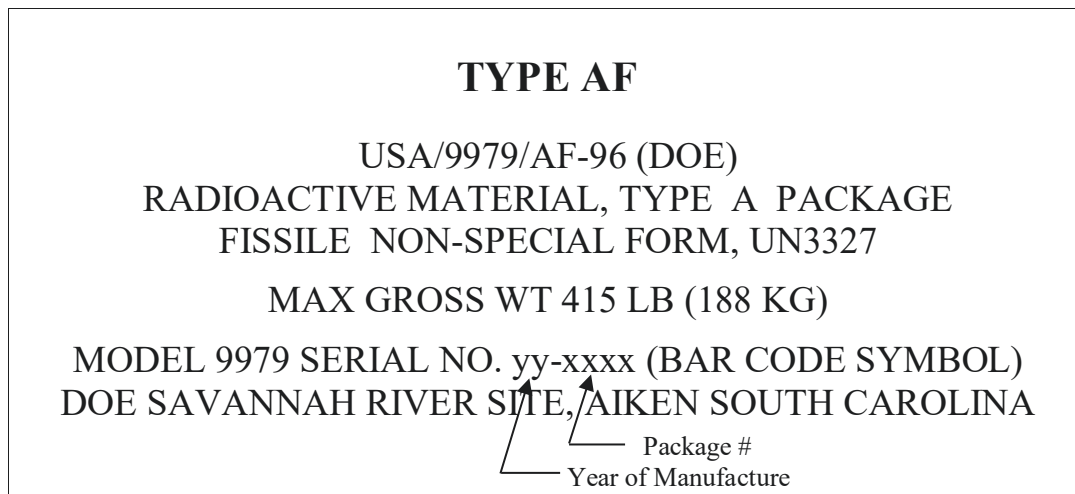 TYPE AF
USA/9979/AF-96 (DOE)
RADIOACTIVE MATERIAL, TYPE A PACKAGE
FISSILE NON-SPECIAL FORM, UN3327
MAX GROSS WT 415 LB (188 KG)
MODEL 9979 SERIAL NO. yy-xxxx (BAR CODE SYMBOL)
DOE SAVANNAH RIVER SITE, AIKEN SOUTH CAROLINA
Package #
Year of Manufacture